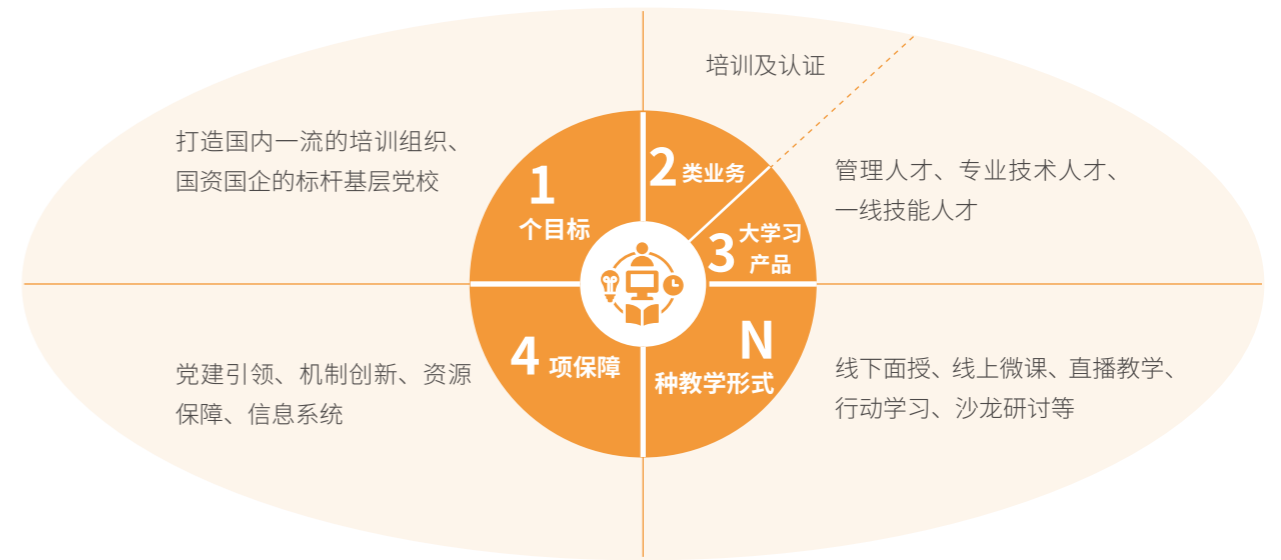 打造国内一流的培训组织、
国资国企的标杆基层党校
1
个目标
培训及认证
2 类业务
管理人才、专业技术人才、
一线技能人才
3 大学习
产品
党建引领、机制创新、资源
保障、信息系统
4 项保障
N
种教学形式
线下面授、线上微课、直播教学、
行动学习、沙龙研讨等